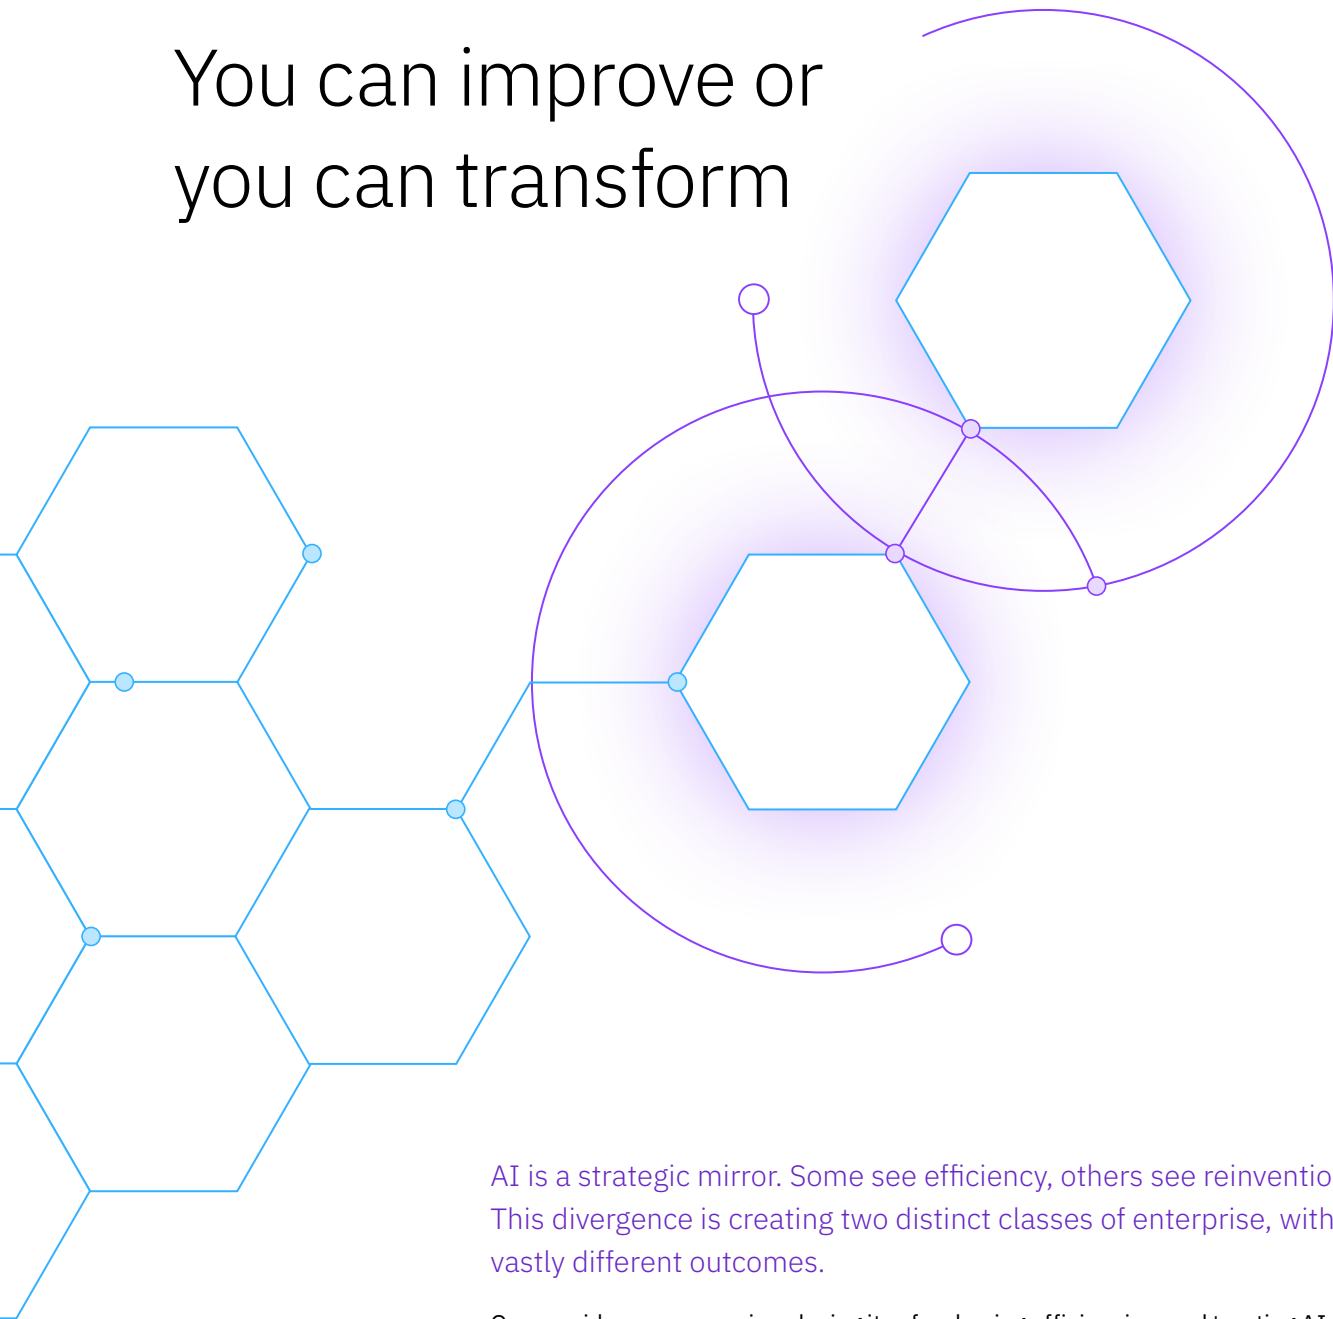 You can improve or
you can transform
AI is a strategic mirror. Some see efficiency, others see reinventio
This divergence is creating two distinct classes of enterprise, with
vastly different outcomes.